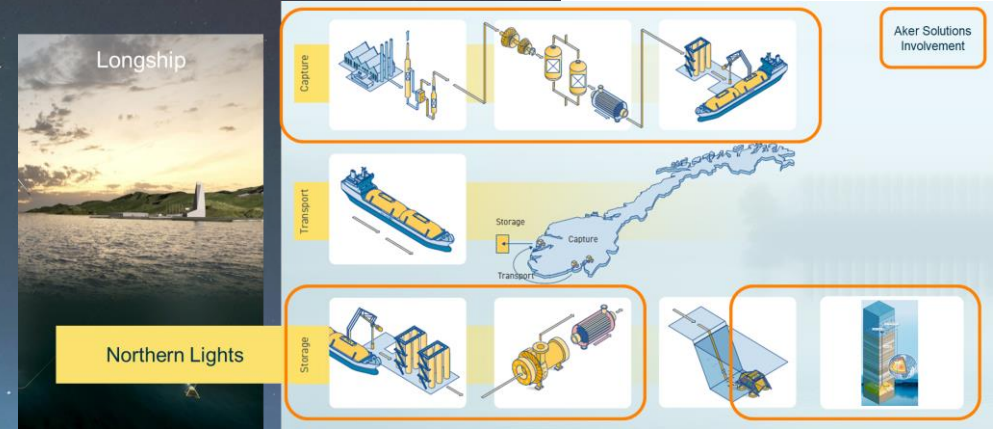 Longship
Capture
Aker Solutions
Involvement
Transport
Storage
Capture
Transport
Northern Lights
Storage